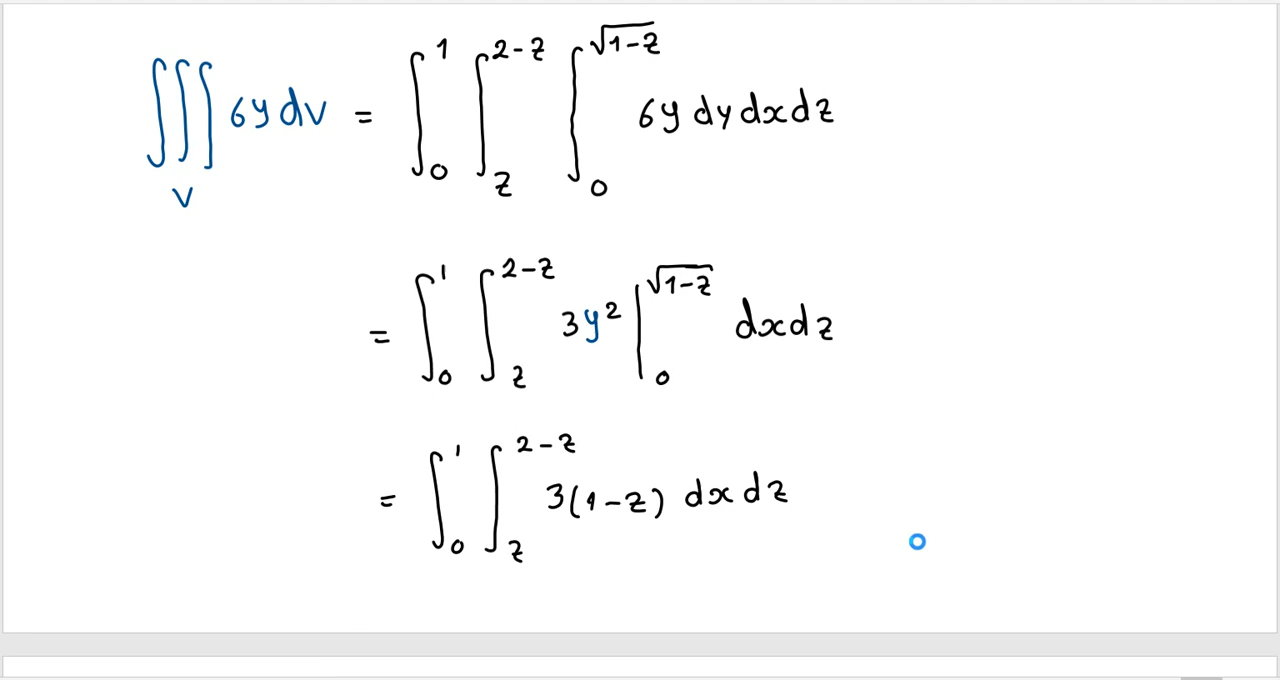 ∭_V 6y dv = ∫_0^1 ∫_z^{2-z} ∫_0^{√(1-z)} 6y dy dx dz
= ∫_0^1 ∫_z^{2-z} 3y² |_0^{√(1-z)} dx dz
= ∫_0^1 ∫_z^{2-z} 3(1-z) dx dz